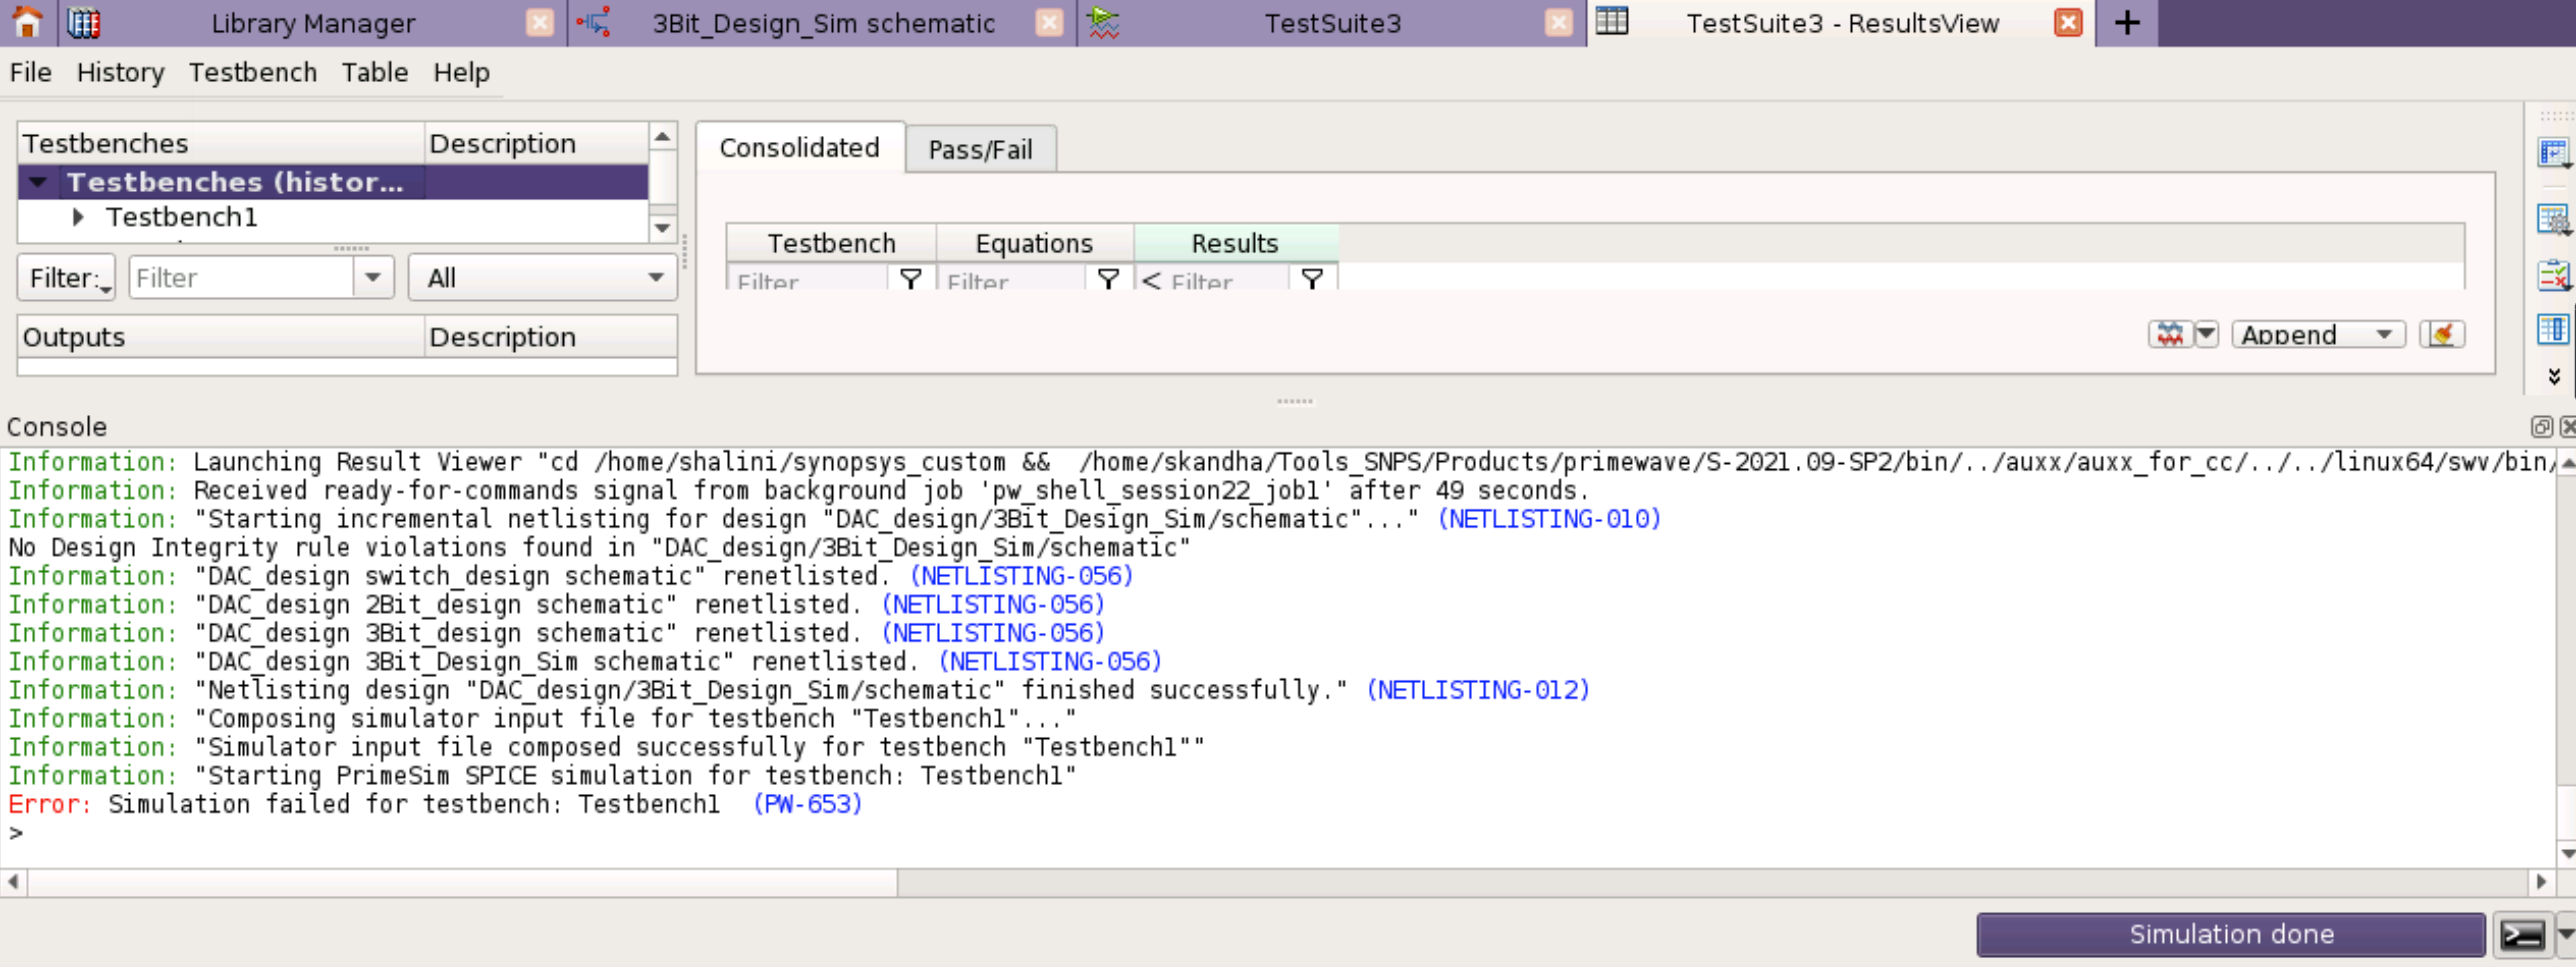 Library Manager
3Bit_Design_Sim schematic
TestSuite3
TestSuite3 - ResultsView
+
File History Testbench Table Help
Testbenches Description
Testbenches (histor...
Testbench1
Filter: Filter All
Outputs Description
Consolidated Pass/Fail
Testbench Equations Results
Filter Filter < Filter
Append
Console
Information: Launching Result Viewer "cd /home/shalini/synopsys_custom && /home/skandha/Tools_SNPS/Products/primewave/S-2021.09-SP2/bin/../auxx/auxx_for_cc/../../linux64/swv/bin/
Information: Received ready-for-commands signal from background job 'pw_shell_session22_job1' after 49 seconds.
Information: "Starting incremental netlisting for design "DAC_design/3Bit_Design_Sim/schematic"..." (NETLISTING-010)
No Design Integrity rule violations found in "DAC_design/3Bit_Design_Sim/schematic"
Information: "DAC_design switch_design schematic" renetlisted. (NETLISTING-056)
Information: "DAC_design 2Bit_design schematic" renetlisted. (NETLISTING-056)
Information: "DAC_design 3Bit_design schematic" renetlisted. (NETLISTING-056)
Information: "DAC_design 3Bit_Design_Sim schematic" renetlisted. (NETLISTING-056)
Information: "Netlisting design "DAC_design/3Bit_Design_Sim/schematic" finished successfully." (NETLISTING-012)
Information: "Composing simulator input file for testbench "Testbench1"..."
Information: "Simulator input file composed successfully for testbench "Testbench1""
Information: "Starting PrimeSim SPICE simulation for testbench: Testbench1"
Error: Simulation failed for testbench: Testbench1 (PW-653)
>
Simulation done